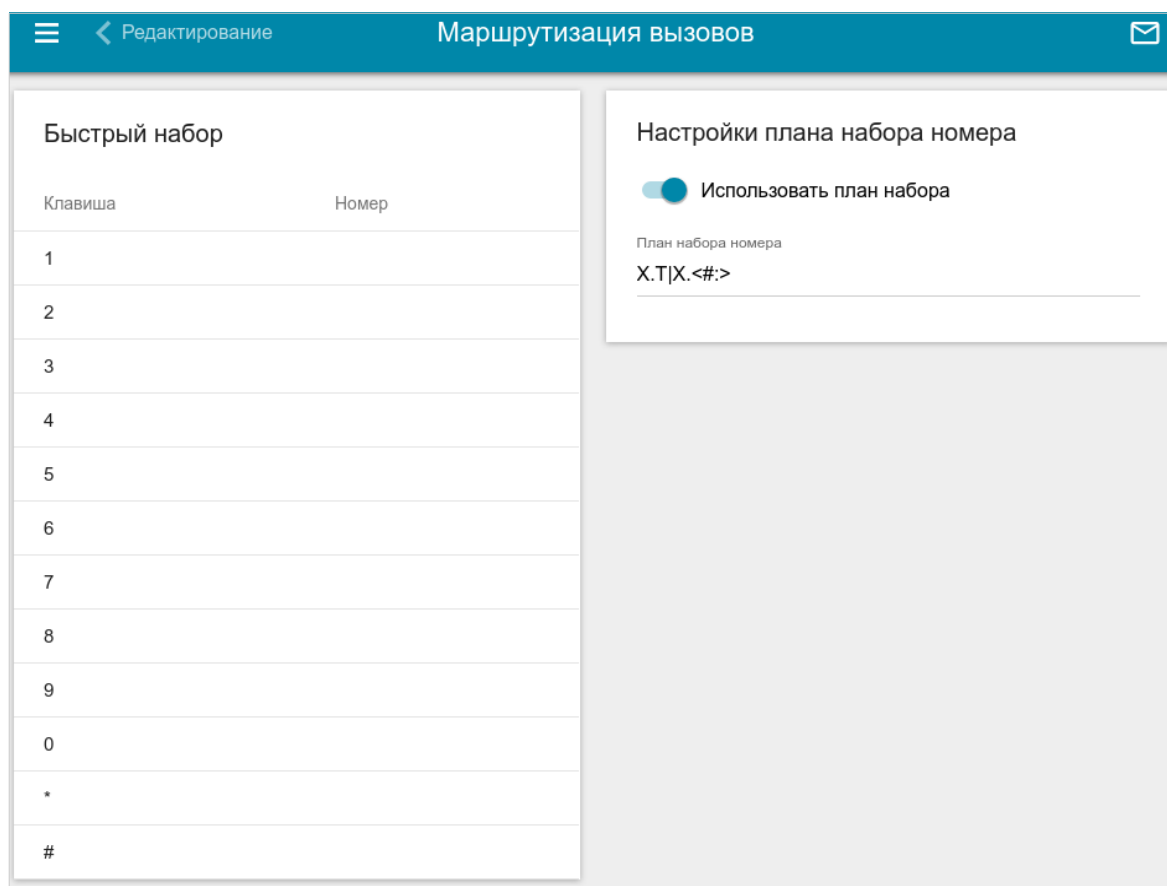 Редактирование
Маршрутизация вызовов
Быстрый набор
Клавиша Номер
1
2
3
4
5
6
7
8
9
0
*
#
Настройки плана набора номера
Использовать план набора
План набора номера
X.T|X.<#:>